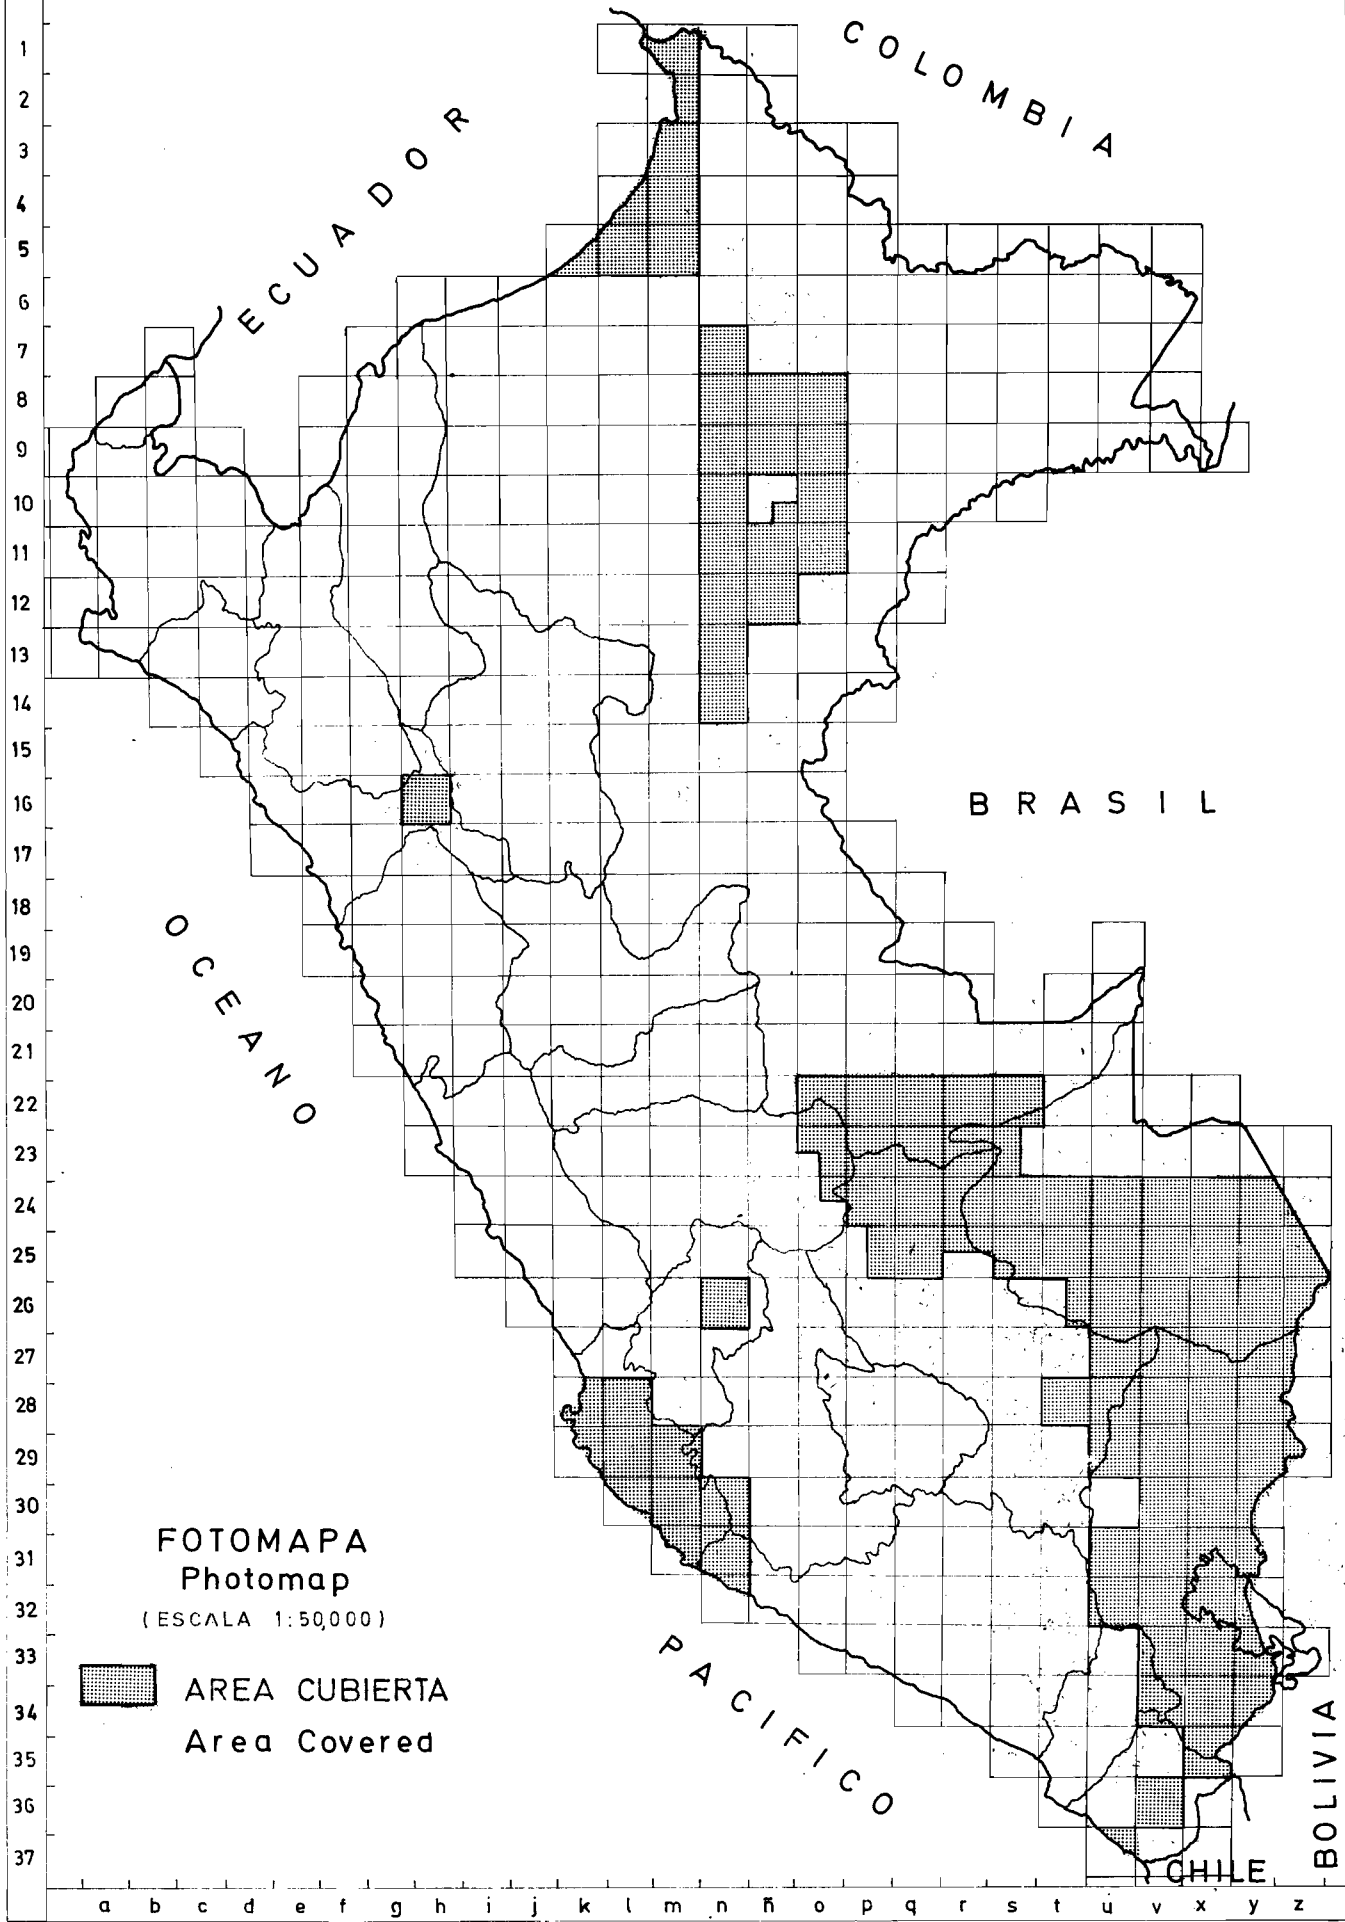 COLOMBIA
ECUADOR
BRASIL
OCEANO
PACIFICO
BOLIVIA
CHILE
FOTOMAPA
Photomap
(ESCALA 1:50,000)
AREA CUBIERTA
Area Covered
1
2
3
4
5
6
7
8
9
10
11
12
13
14
15
16
17
18
19
20
21
22
23
24
25
26
27
28
29
30
31
32
33
34
35
36
37
a b c d e f g h i j k l m n ñ o p q r s t u v x y z